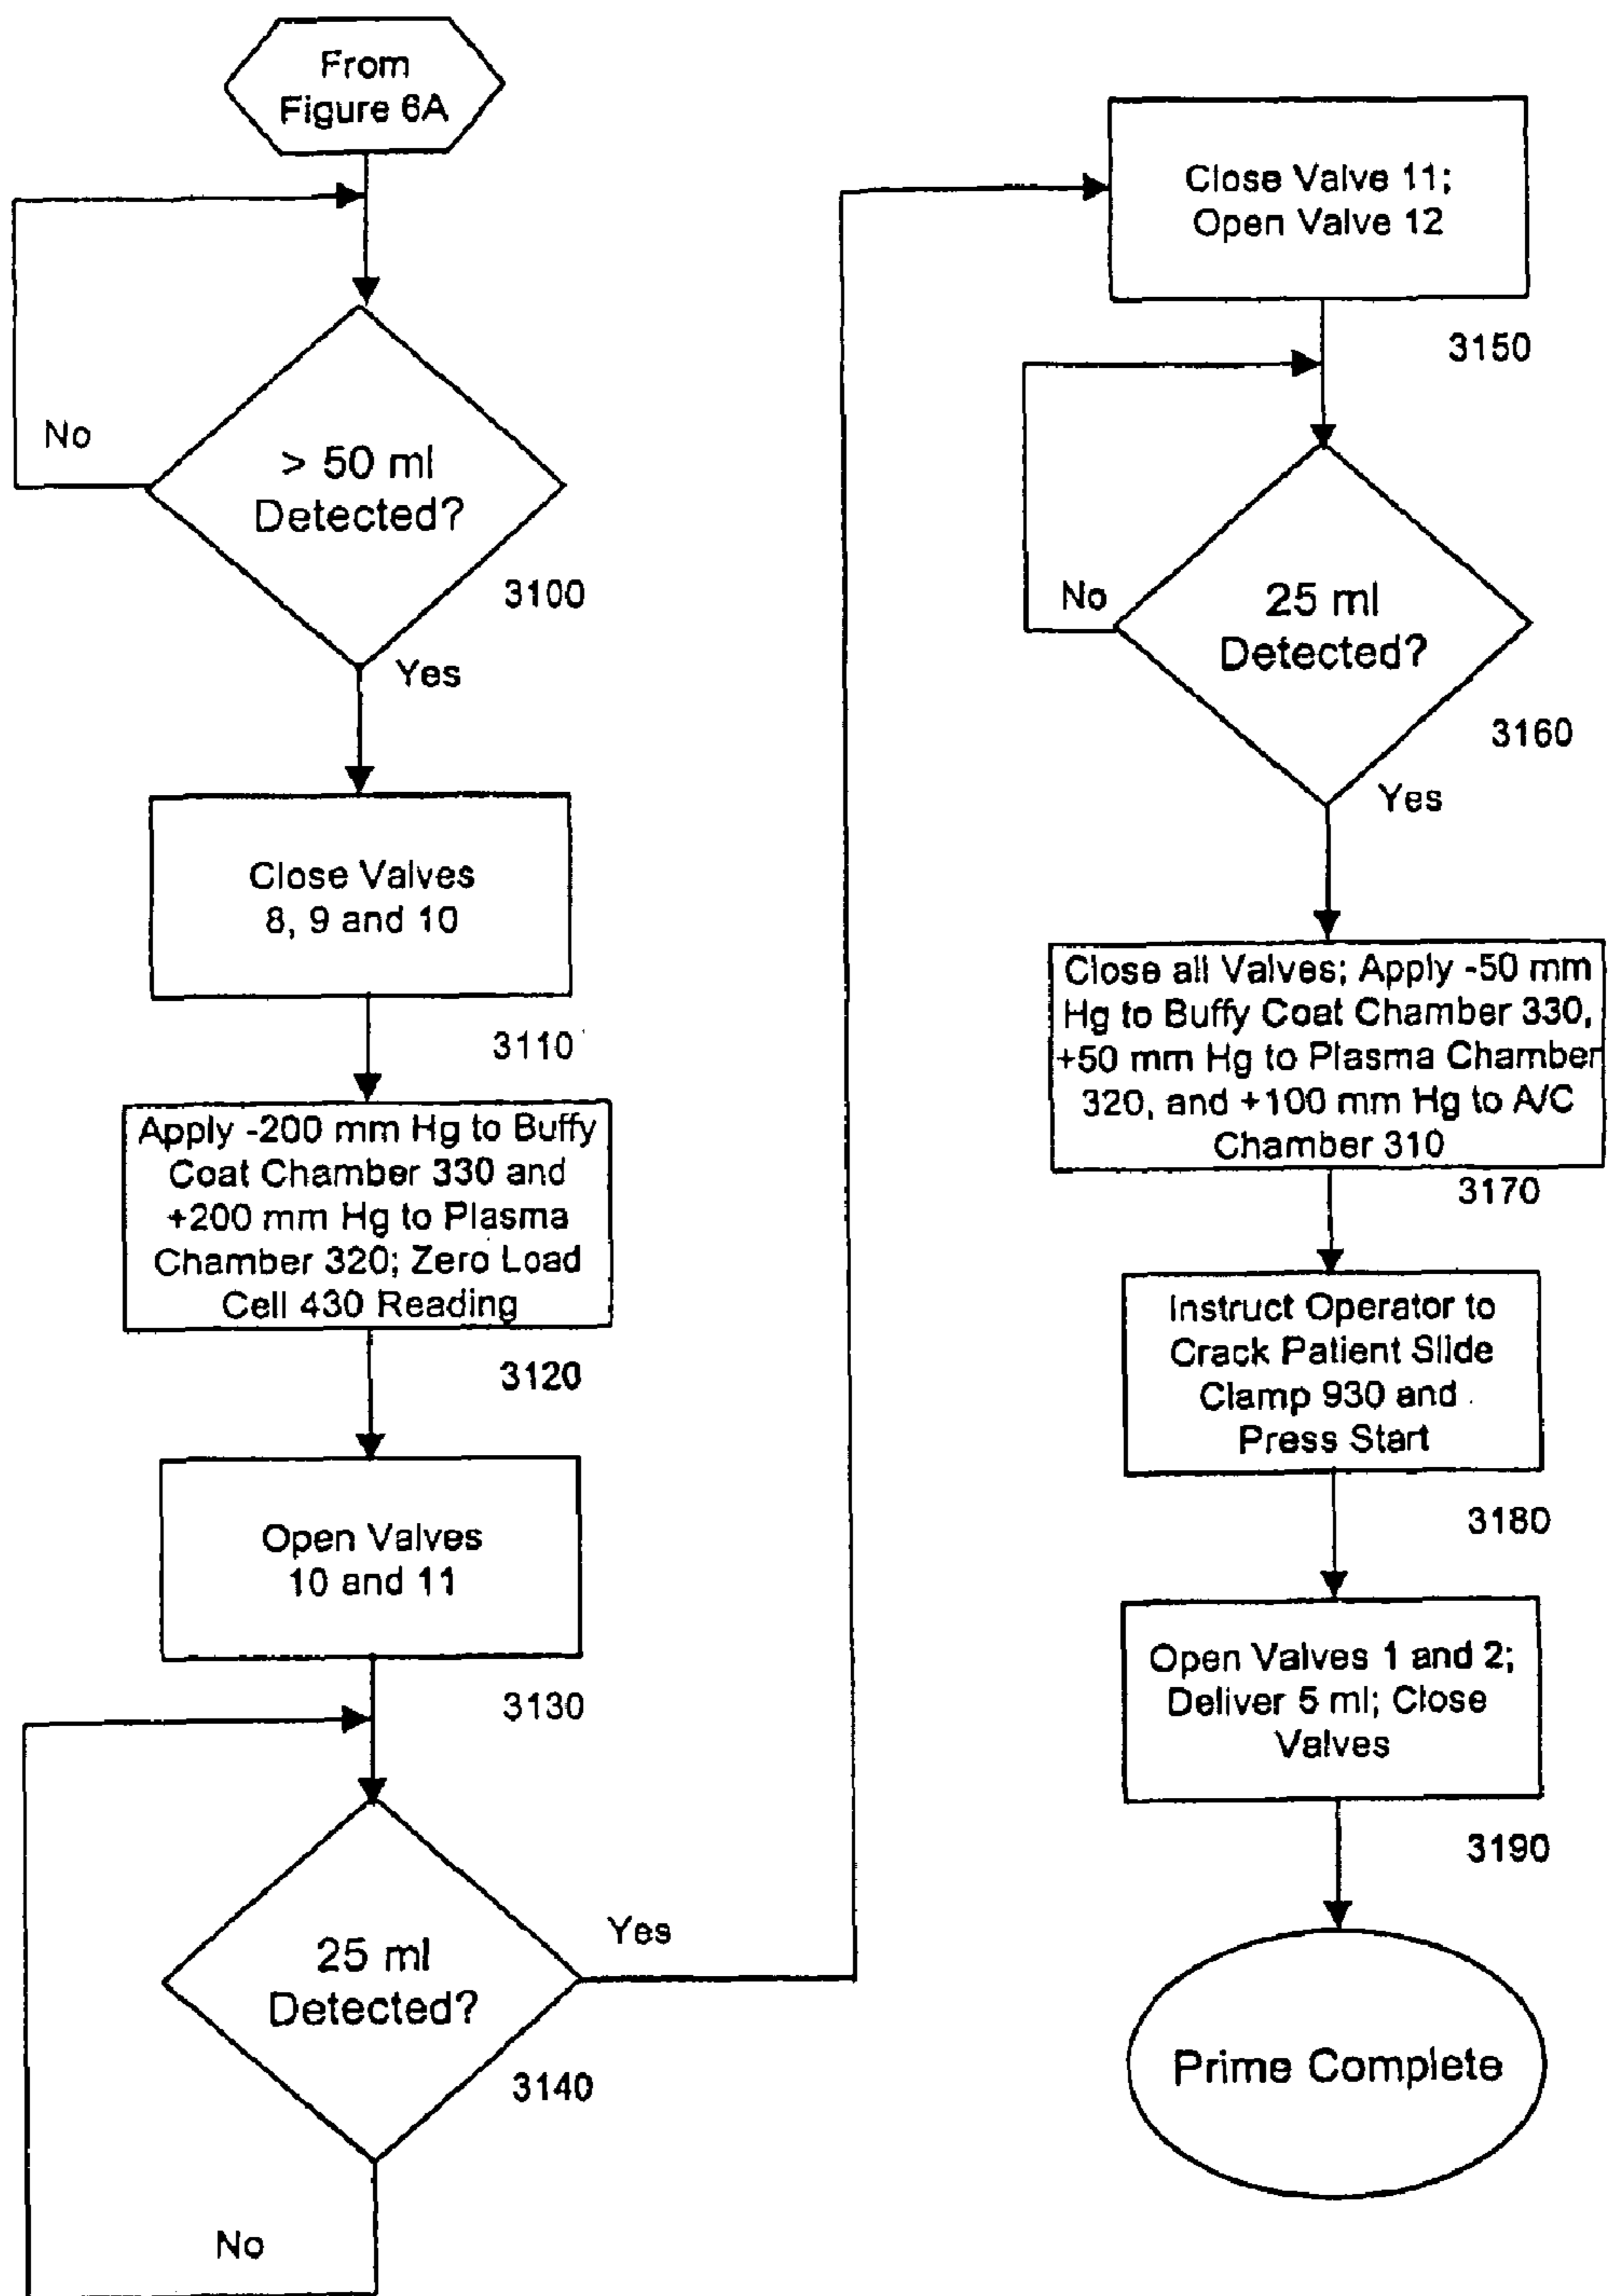 From
Figure 6A
No
> 50 ml
Detected?
3100
Yes
Close Valves
8, 9 and 10
3110
Apply -200 mm Hg to Buffy
Coat Chamber 330 and
+200 mm Hg to Plasma
Chamber 320; Zero Load
Cell 430 Reading
3120
Open Valves
10 and 11
3130
25 ml
Detected?
Yes
3140
No
Close Valve 11;
Open Valve 12
3150
No
25 ml
Detected?
3160
Yes
Close all Valves; Apply -50 mm
Hg to Buffy Coat Chamber 330,
+50 mm Hg to Plasma Chamber
320, and +100 mm Hg to A/C
Chamber 310
3170
Instruct Operator to
Crack Patient Slide
Clamp 930 and
Press Start
3180
Open Valves 1 and 2;
Deliver 5 ml; Close
Valves
3190
Prime Complete